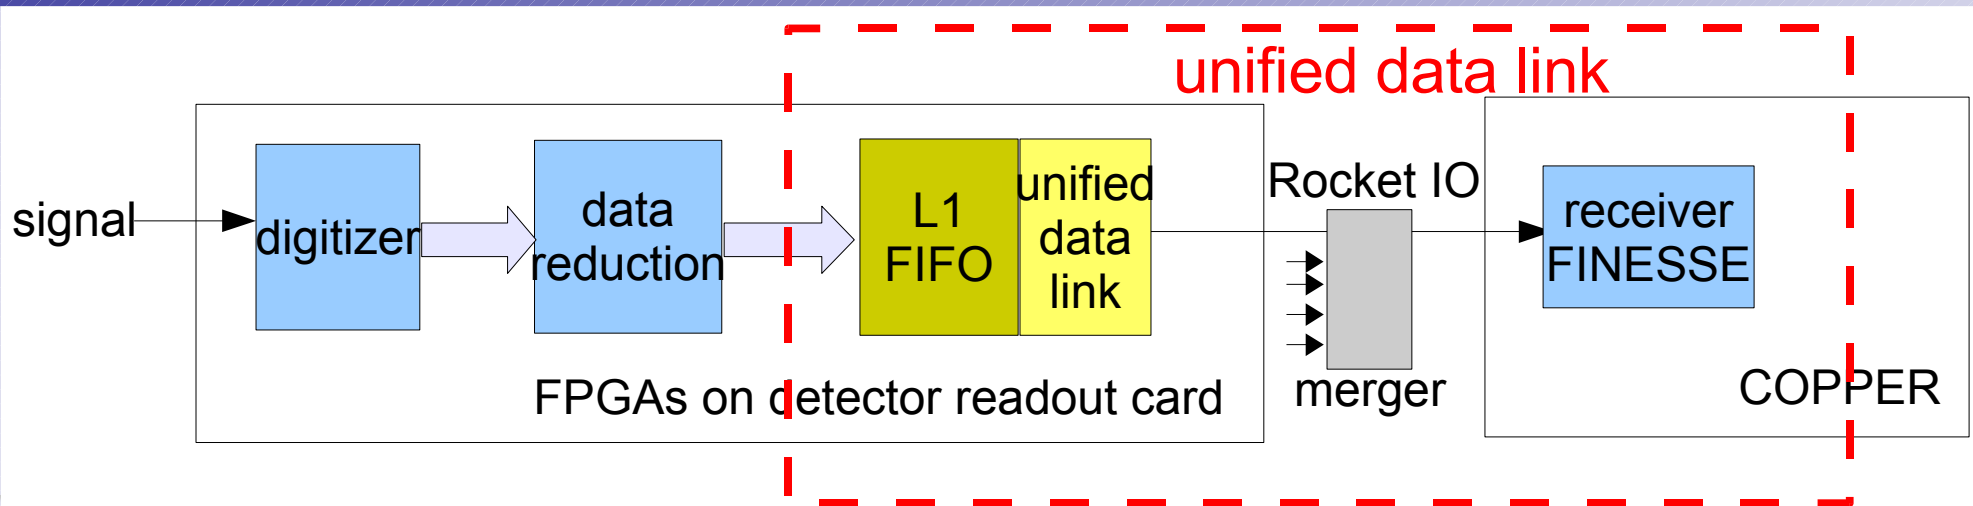 unified data link
signal
digitizer
data
reduction
L1
FIFO
unified
data
link
Rocket IO
merger
receiver
FINESSE
FPGAs on detector readout card
COPPER